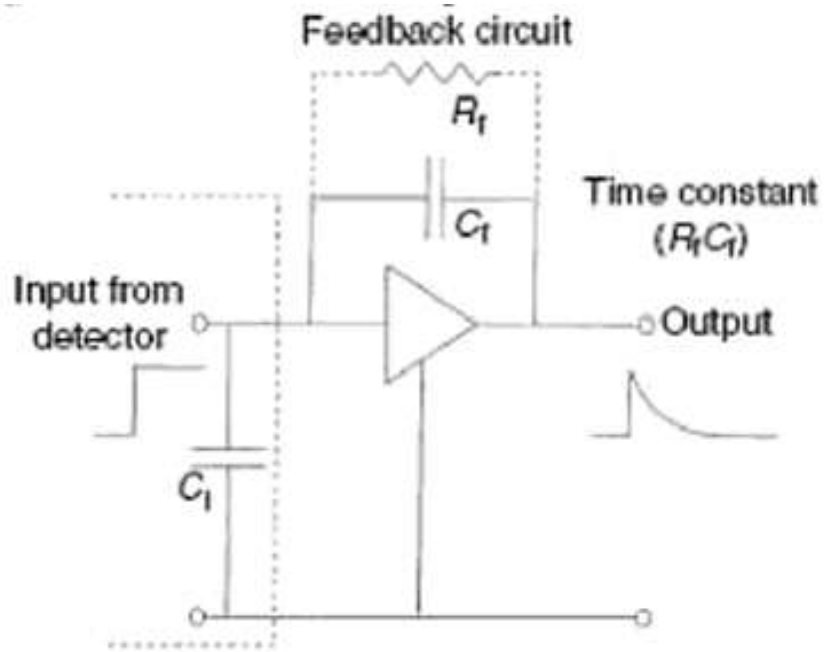 Feedback circuit
R_f
C_f
Time constant
(R_fC_f)
Input from
detector
Output
C_i